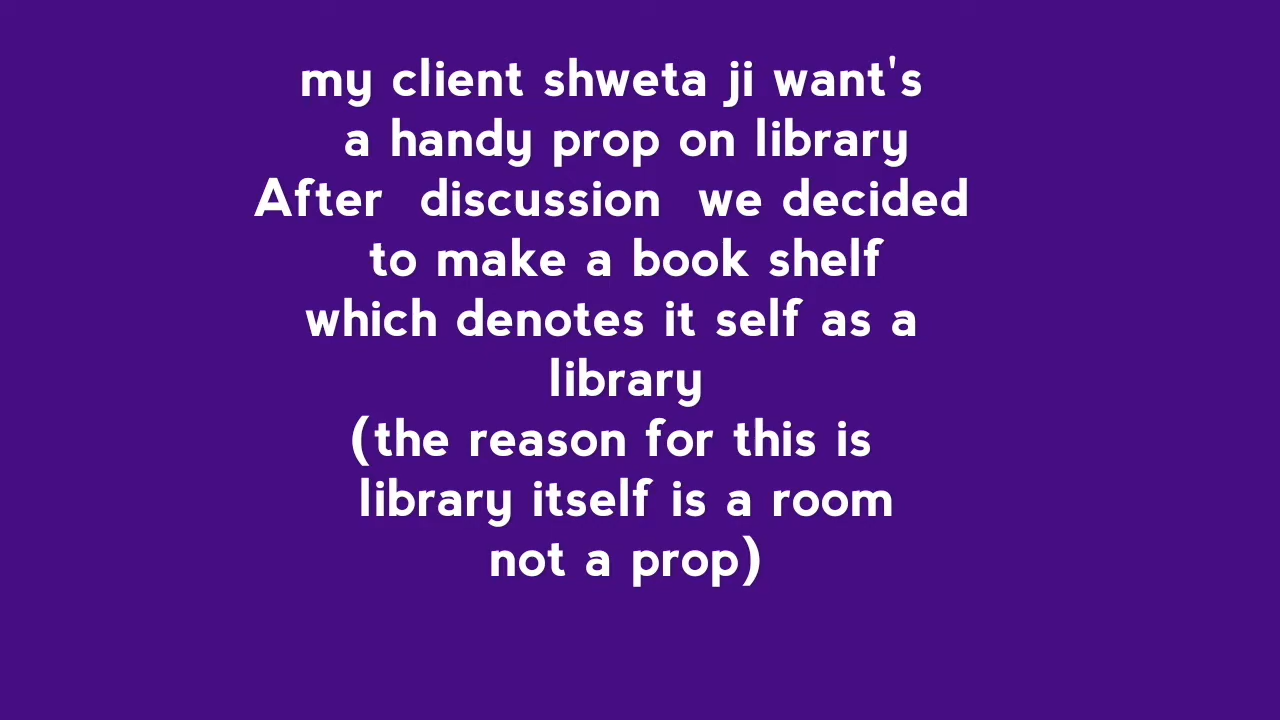 my client shweta ji want's
a handy prop on library
After discussion we decided
to make a book shelf
which denotes it self as a
library
(the reason for this is
library itself is a room
not a prop)